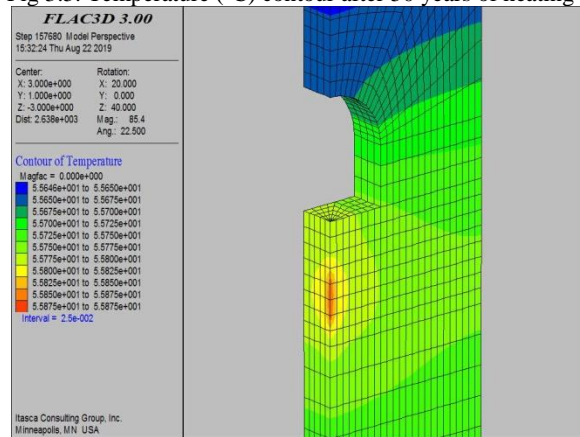 Fig 5.5: Temperature (°C) contour after 50 years of heating
FLAC3D 3.00
Step 157680 Model Perspective
15:32:24 Thu Aug 22 2019
Center:
X: 3.000e+000
Y: 1.000e+000
Z: -3.000e+000
Dist: 2.638e+003
Rotation:
X: 20.000
Y: 0.000
Z: 40.000
Mag.: 85.4
Ang.: 22.500
Contour of Temperature
Magfac = 0.000e+000
5.5646e+001 to 5.5650e+001
5.5650e+001 to 5.5675e+001
5.5675e+001 to 5.5700e+001
5.5700e+001 to 5.5725e+001
5.5725e+001 to 5.5750e+001
5.5750e+001 to 5.5775e+001
5.5775e+001 to 5.5800e+001
5.5800e+001 to 5.5825e+001
5.5825e+001 to 5.5850e+001
5.5850e+001 to 5.5875e+001
5.5875e+001 to 5.5875e+001
Interval = 2.5e-002
Itasca Consulting Group, Inc.
Minneapolis, MN USA